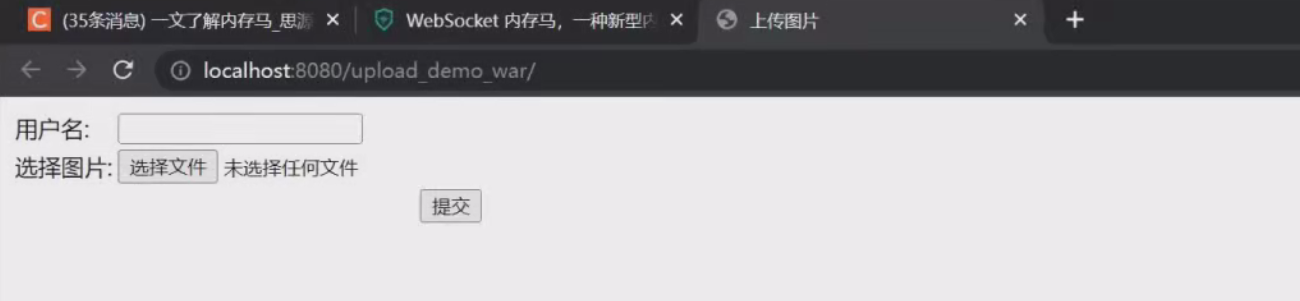 (35条消息) 一文了解内存马_思源
WebSocket 内存马，一种新型内
上传图片
localhost:8080/upload_demo_war/
用户名:
选择图片: 选择文件 未选择任何文件
提交